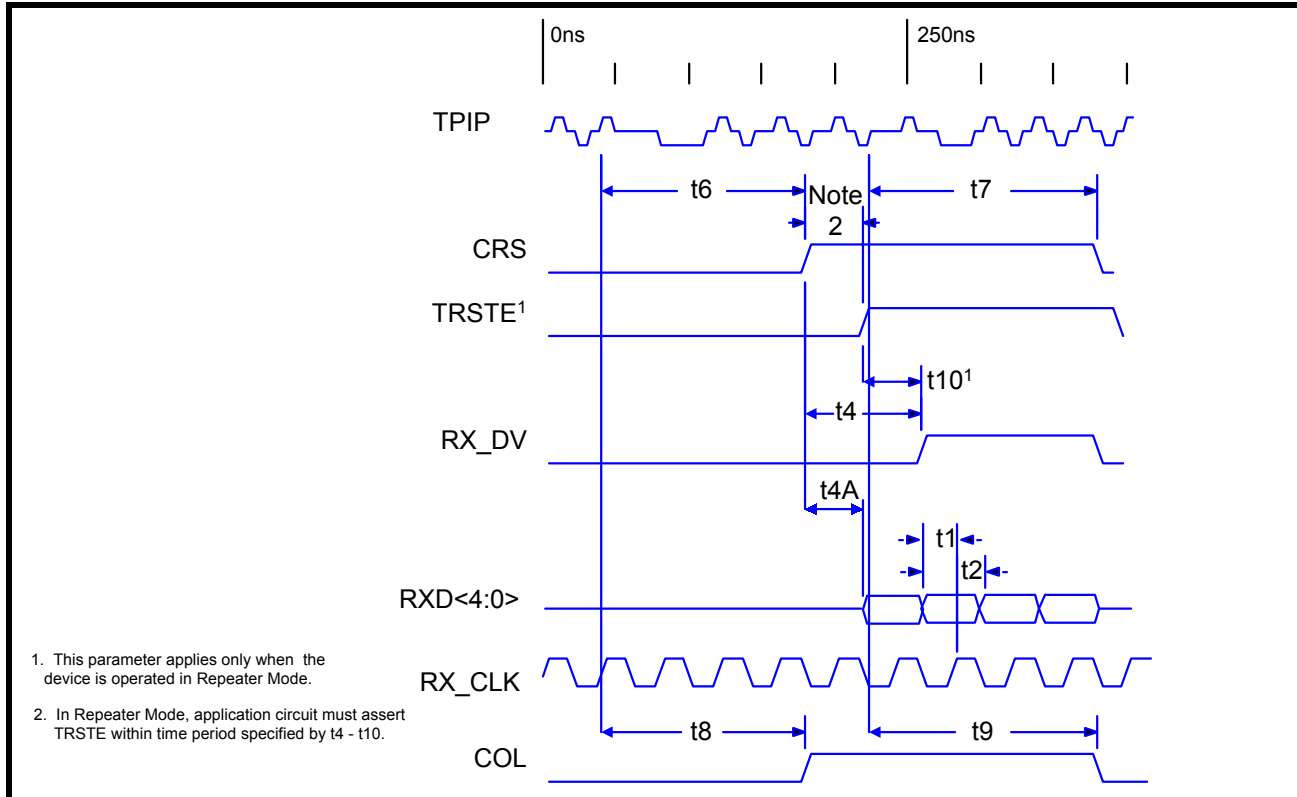 0ns
250ns
TPIP
t6
Note
2
t7
CRS
TRSTE¹
t10¹
t4
RX_DV
t4A
t1
t2
RXD<4:0>
1. This parameter applies only when the
device is operated in Repeater Mode.
RX_CLK
2. In Repeater Mode, application circuit must assert
TRSTE within time period specified by t4 - t10.
t8
t9
COL